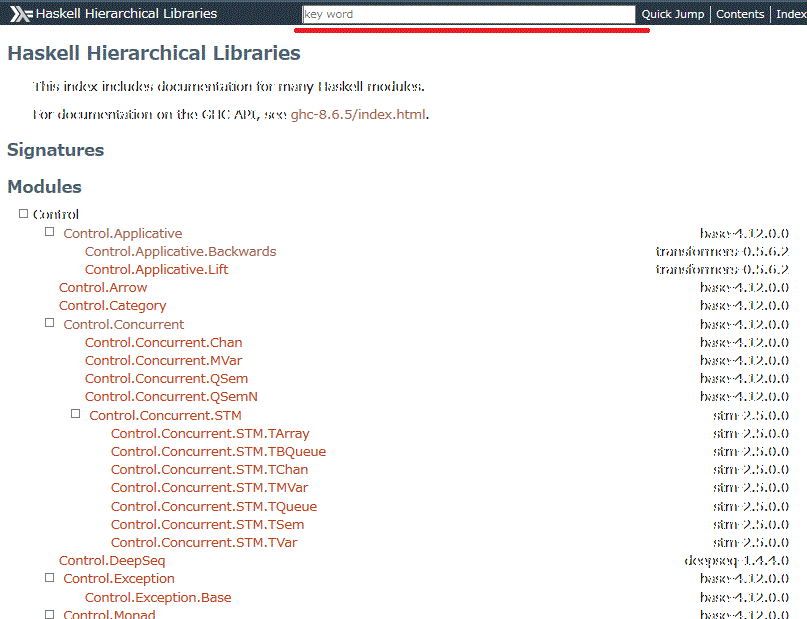 Haskell Hierarchical Libraries key word Quick Jump Contents Index
Haskell Hierarchical Libraries
This index includes documentation for many Haskell modules.
For documentation on the GHC API, see ghc-8.6.5/index.html.
Signatures
Modules
Control
Control.Applicative base-4.12.0.0
Control.Applicative.Backwards transformers-0.5.6.2
Control.Applicative.Lift transformers-0.5.6.2
Control.Arrow base-4.12.0.0
Control.Category base-4.12.0.0
Control.Concurrent base-4.12.0.0
Control.Concurrent.Chan base-4.12.0.0
Control.Concurrent.MVar base-4.12.0.0
Control.Concurrent.QSem base-4.12.0.0
Control.Concurrent.QSemN base-4.12.0.0
Control.Concurrent.STM stm-2.5.0.0
Control.Concurrent.STM.TArray stm-2.5.0.0
Control.Concurrent.STM.TBQueue stm-2.5.0.0
Control.Concurrent.STM.TChan stm-2.5.0.0
Control.Concurrent.STM.TMVar stm-2.5.0.0
Control.Concurrent.STM.TQueue stm-2.5.0.0
Control.Concurrent.STM.TSem stm-2.5.0.0
Control.Concurrent.STM.TVar stm-2.5.0.0
Control.DeepSeq deepseq-1.4.4.0
Control.Exception base-4.12.0.0
Control.Exception.Base base-4.12.0.0
Control.Monad base-4.12.0.0